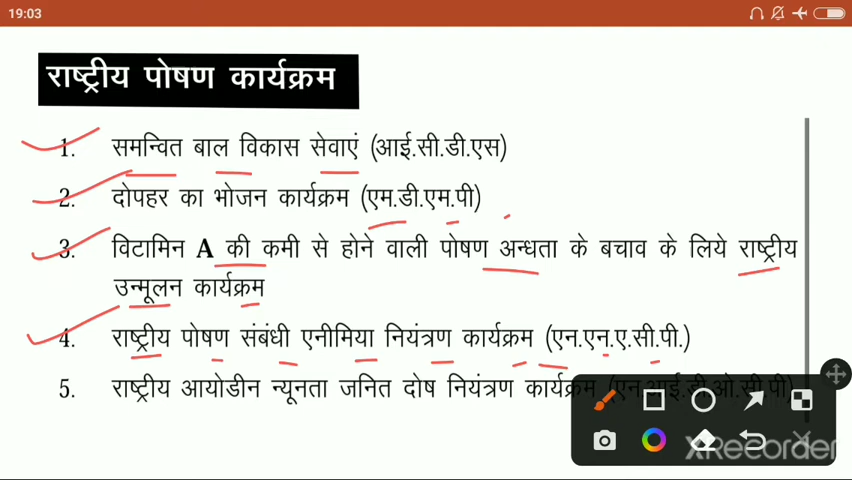 19:03
राष्ट्रीय पोषण कार्यक्रम
1. समन्वित बाल विकास सेवाएं (आई.सी.डी.एस)
2. दोपहर का भोजन कार्यक्रम (एम.डी.एम.पी)
3. विटामिन A की कमी से होने वाली पोषण अन्धता के बचाव के लिये राष्ट्रीय
उन्मूलन कार्यक्रम
4. राष्ट्रीय पोषण संबंधी एनीमिया नियंत्रण कार्यक्रम (एन.एन.ए.सी.पी.)
5. राष्ट्रीय आयोडीन न्यूनता जनित दोष नियंत्रण कार्यक्रम (एन.आई.डी.ओ.सी.पी)
XRecorder